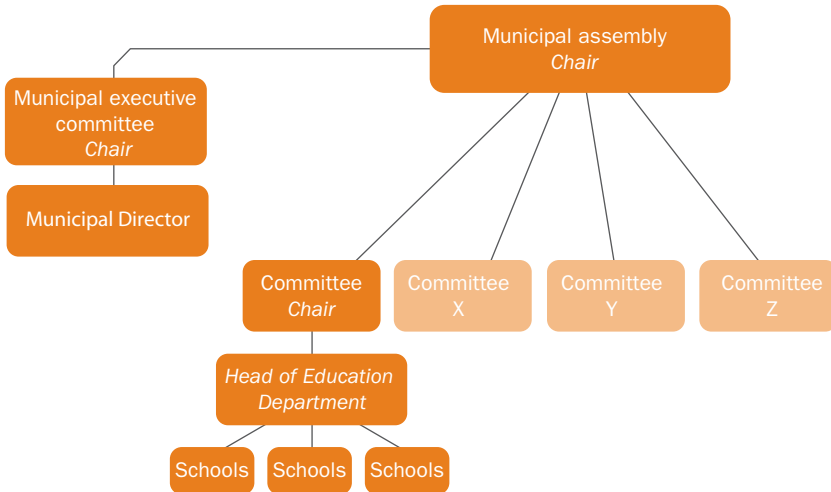 Municipal assembly
Chair
Municipal executive
committee
Chair
Municipal Director
Committee
Chair
Committee
X
Committee
Y
Committee
Z
Head of Education
Department
Schools
Schools
Schools